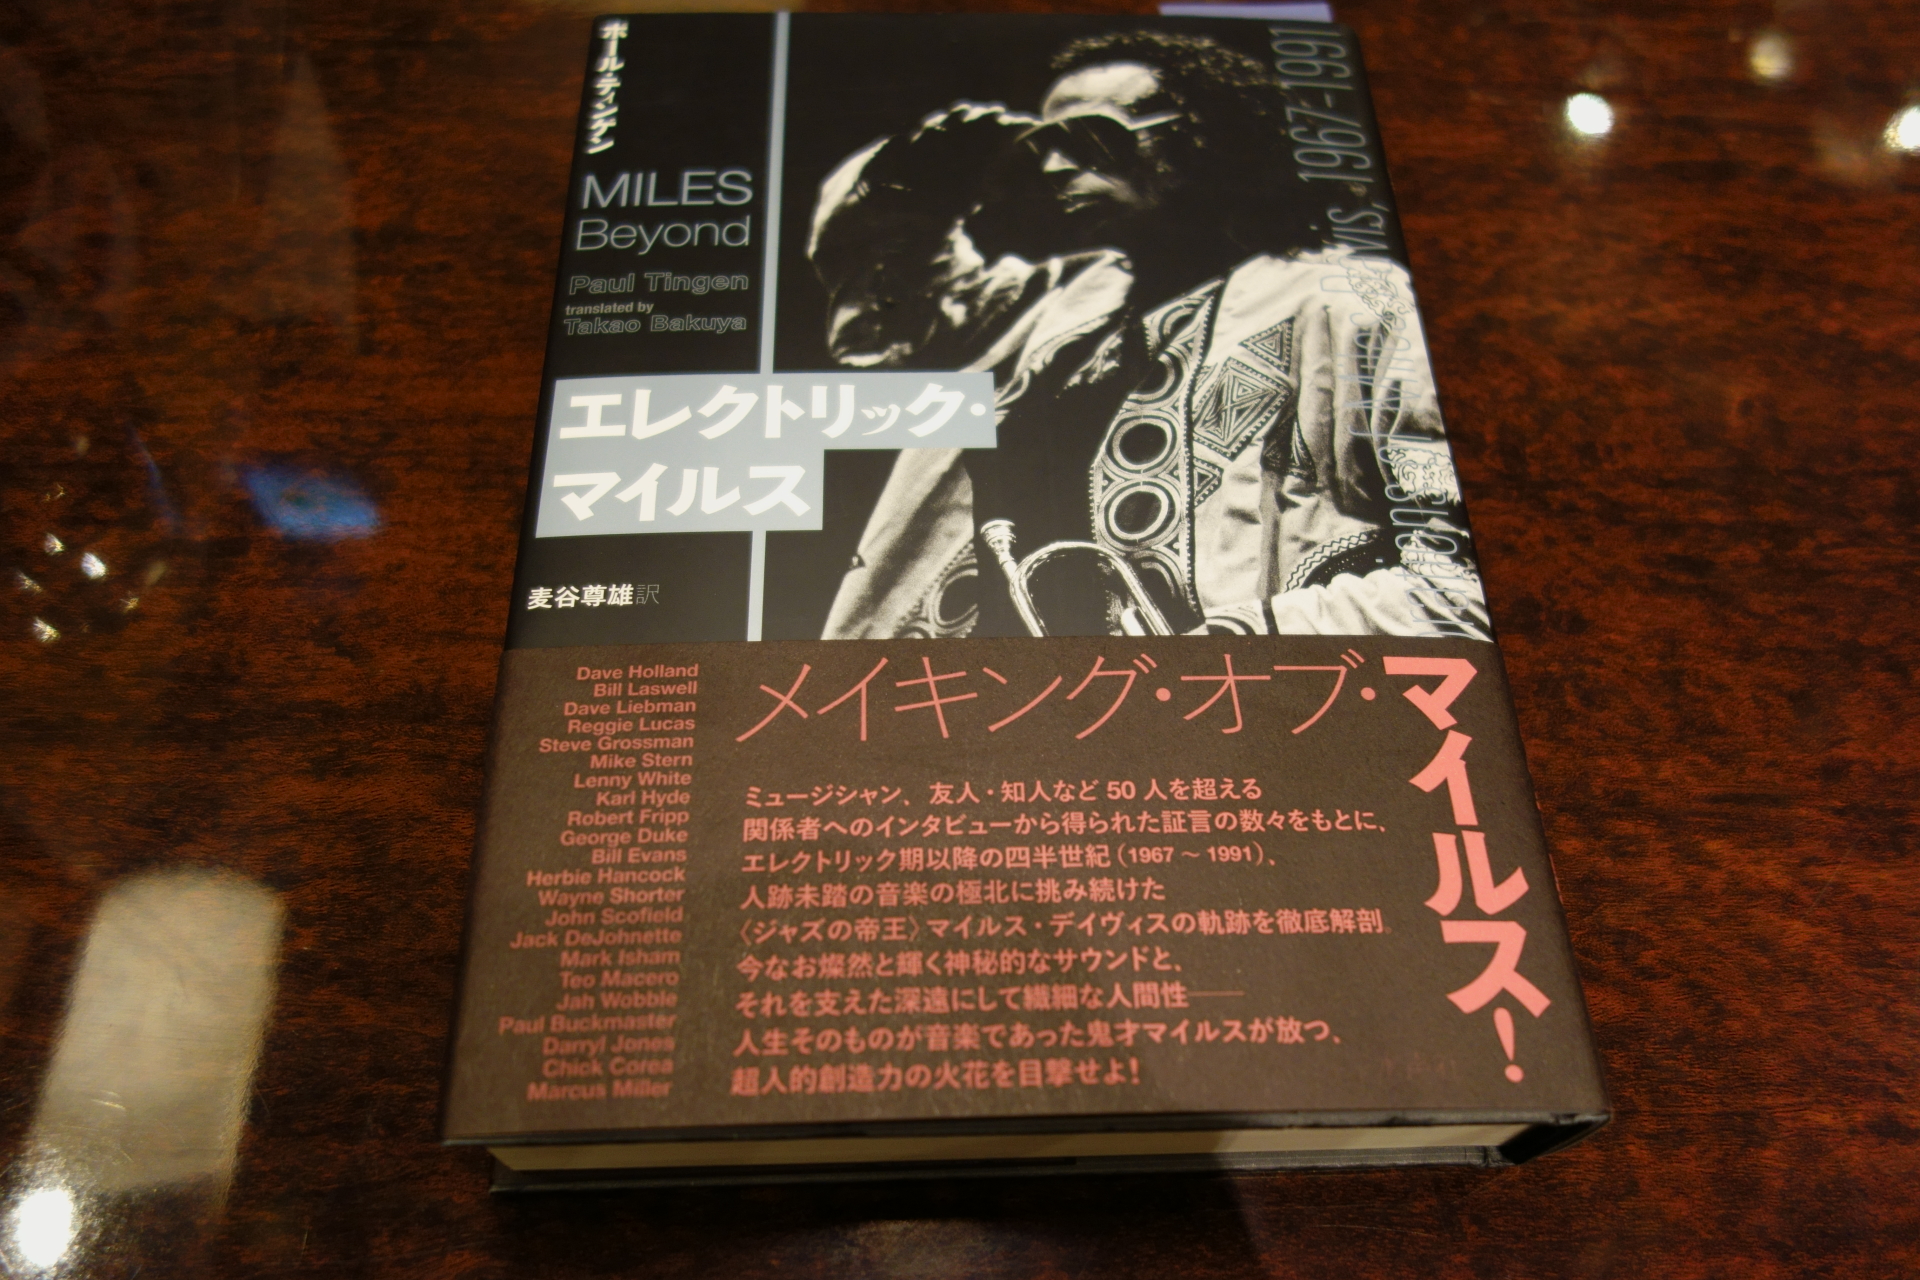 ポール・ティンゲン
MILES
Beyond
Paul Tingen
translated by
Takao Bakuya
エレクトリック・
マイルス
麦谷尊雄訳
of Miles Davis, 1967-1991
メイキング・オブ・マイルス!
Dave Holland
Bill Laswell
Dave Liebman
Reggie Lucas
Steve Grossman
Mike Stern
Lenny White
Karl Hyde
Robert Fripp
George Duke
Bill Evans
Herbie Hancock
Wayne Shorter
John Scofield
Jack DeJohnette
Mark Isham
Teo Macero
Jah Wobble
Paul Buckmaster
Darryl Jones
Chick Corea
Marcus Miller
ミュージシャン、友人・知人など 50 人を超える
関係者へのインタビューから得られた証言の数々をもとに、
エレクトリック期以降の四半世紀(1967 ~ 1991)、
人跡未踏の音楽の極北に挑み続けた
〈ジャズの帝王〉マイルス・デイヴィスの軌跡を徹底解剖。
今なお燦然と輝く神秘的なサウンドと、
それを支えた深遠にして繊細な人間性──
人生そのものが音楽であった鬼才マイルスが放つ、
超人的創造力の火花を目撃せよ!